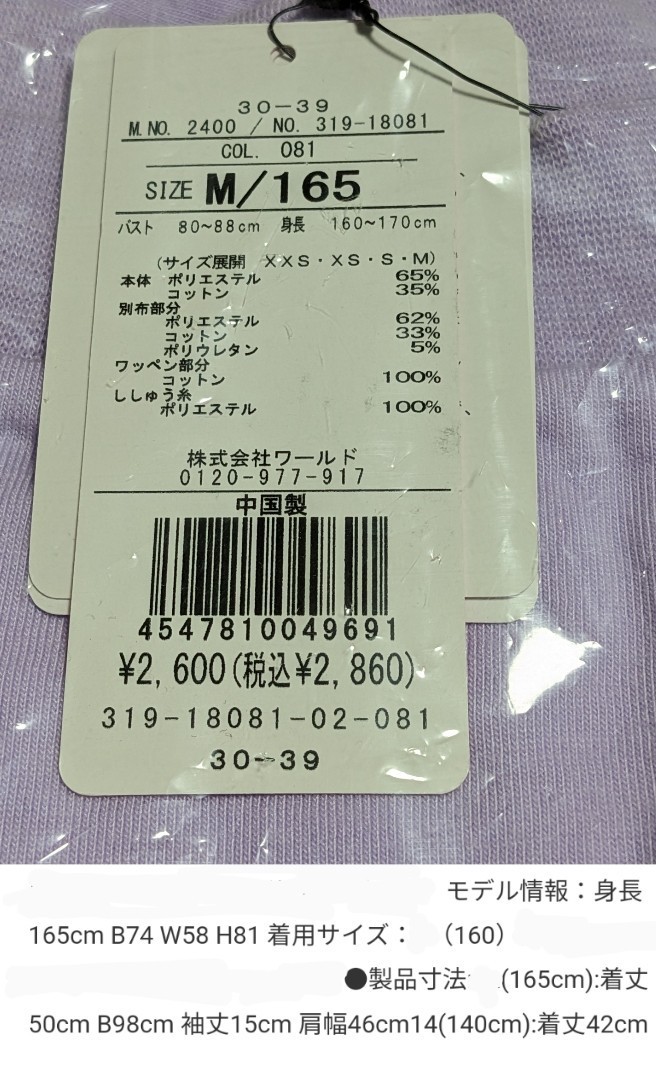 30-39
M.NO. 2400 / NO. 319-18081
COL. 081
SIZE M/165
バスト 80~88cm 身長 160~170cm
(サイズ展開 XXS・XS・S・M)
本体 ポリエステル 65%
コットン 35%
別布部分
ポリエステル 62%
コットン 33%
ポリウレタン 5%
ワッペン部分
コットン 100%
ししゅう糸
ポリエステル 100%
株式会社ワールド
0120-977-917
中国製
4547810049691
¥2,600(税込¥2,860)
319-18081-02-081
30-39
モデル情報：身長
165cm B74 W58 H81 着用サイズ： （160）
●製品寸法 (165cm):着丈
50cm B98cm 袖丈15cm 肩幅46cm14(140cm):着丈42cm